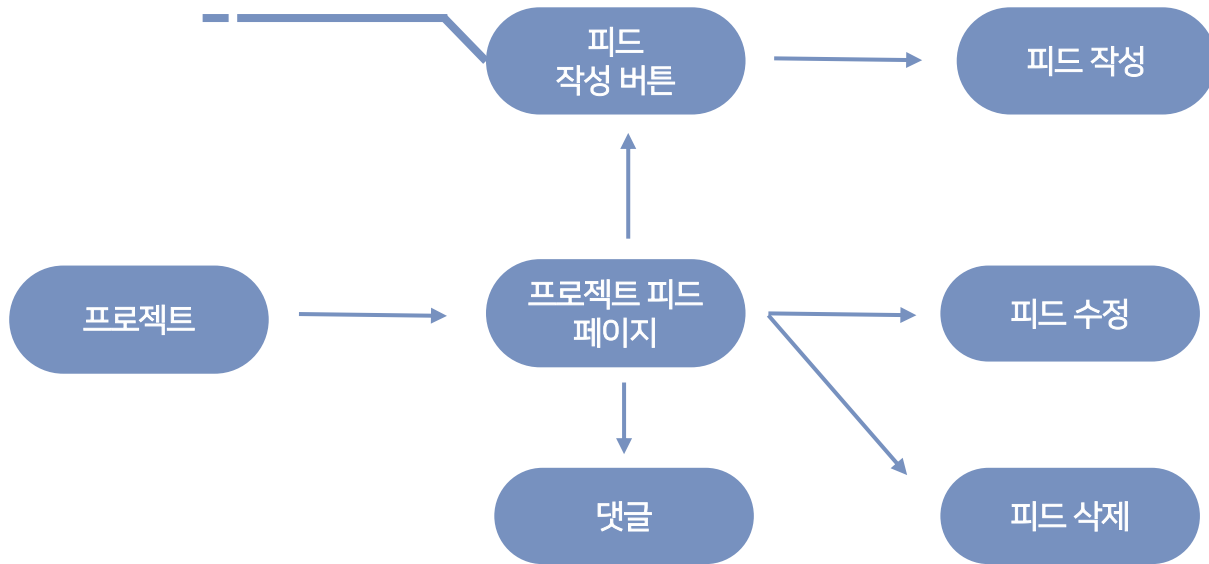 피드
작성 버튼
피드 작성
프로젝트
프로젝트 피드
페이지
피드 수정
댓글
피드 삭제